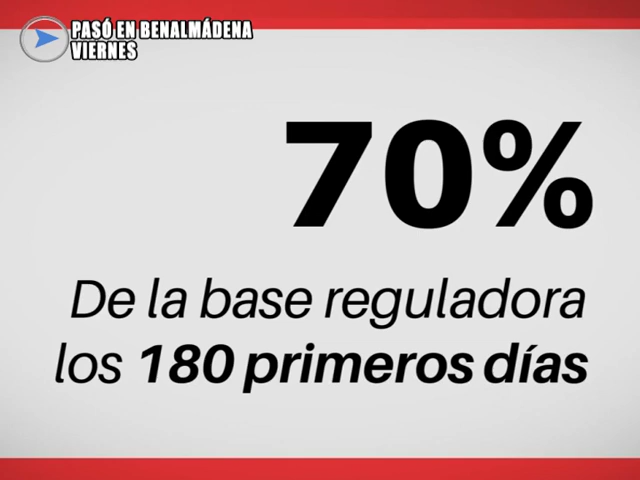 PASÓ EN BENALMÁDENA
VIERNES
70%
De la base reguladora
los 180 primeros días